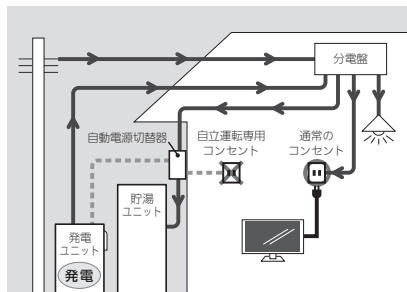 分電盤
自動電源切替器
自立運転専用
コンセント
通常の
コンセント
貯湯
ユニット
発電
ユニット
発電